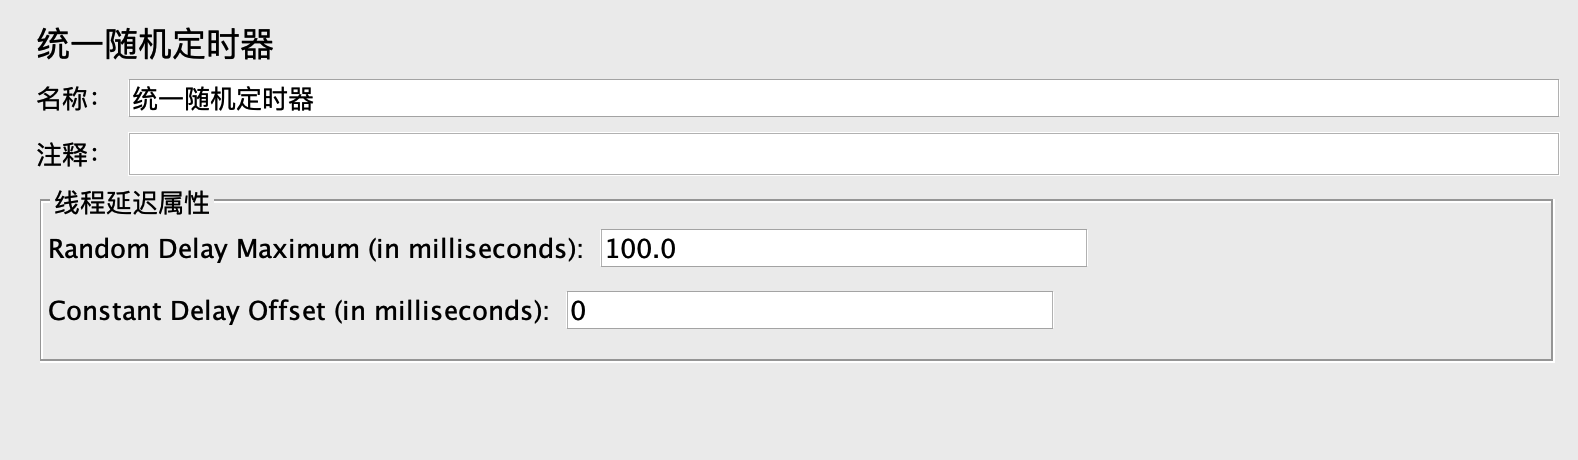 统一随机定时器
名称： 统一随机定时器
注释：
线程延迟属性
Random Delay Maximum (in milliseconds): 100.0
Constant Delay Offset (in milliseconds): 0